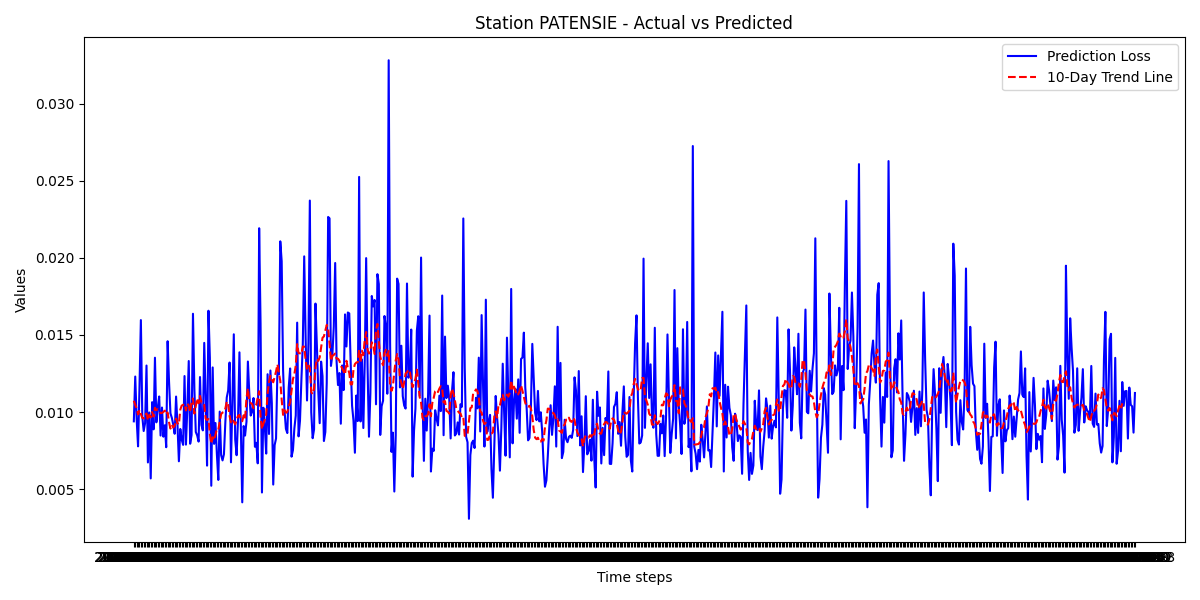 Station PATENSIE - Actual vs Predicted
Prediction Loss
10-Day Trend Line
0.030
0.025
0.020
0.015
0.010
0.005
Values
Time steps